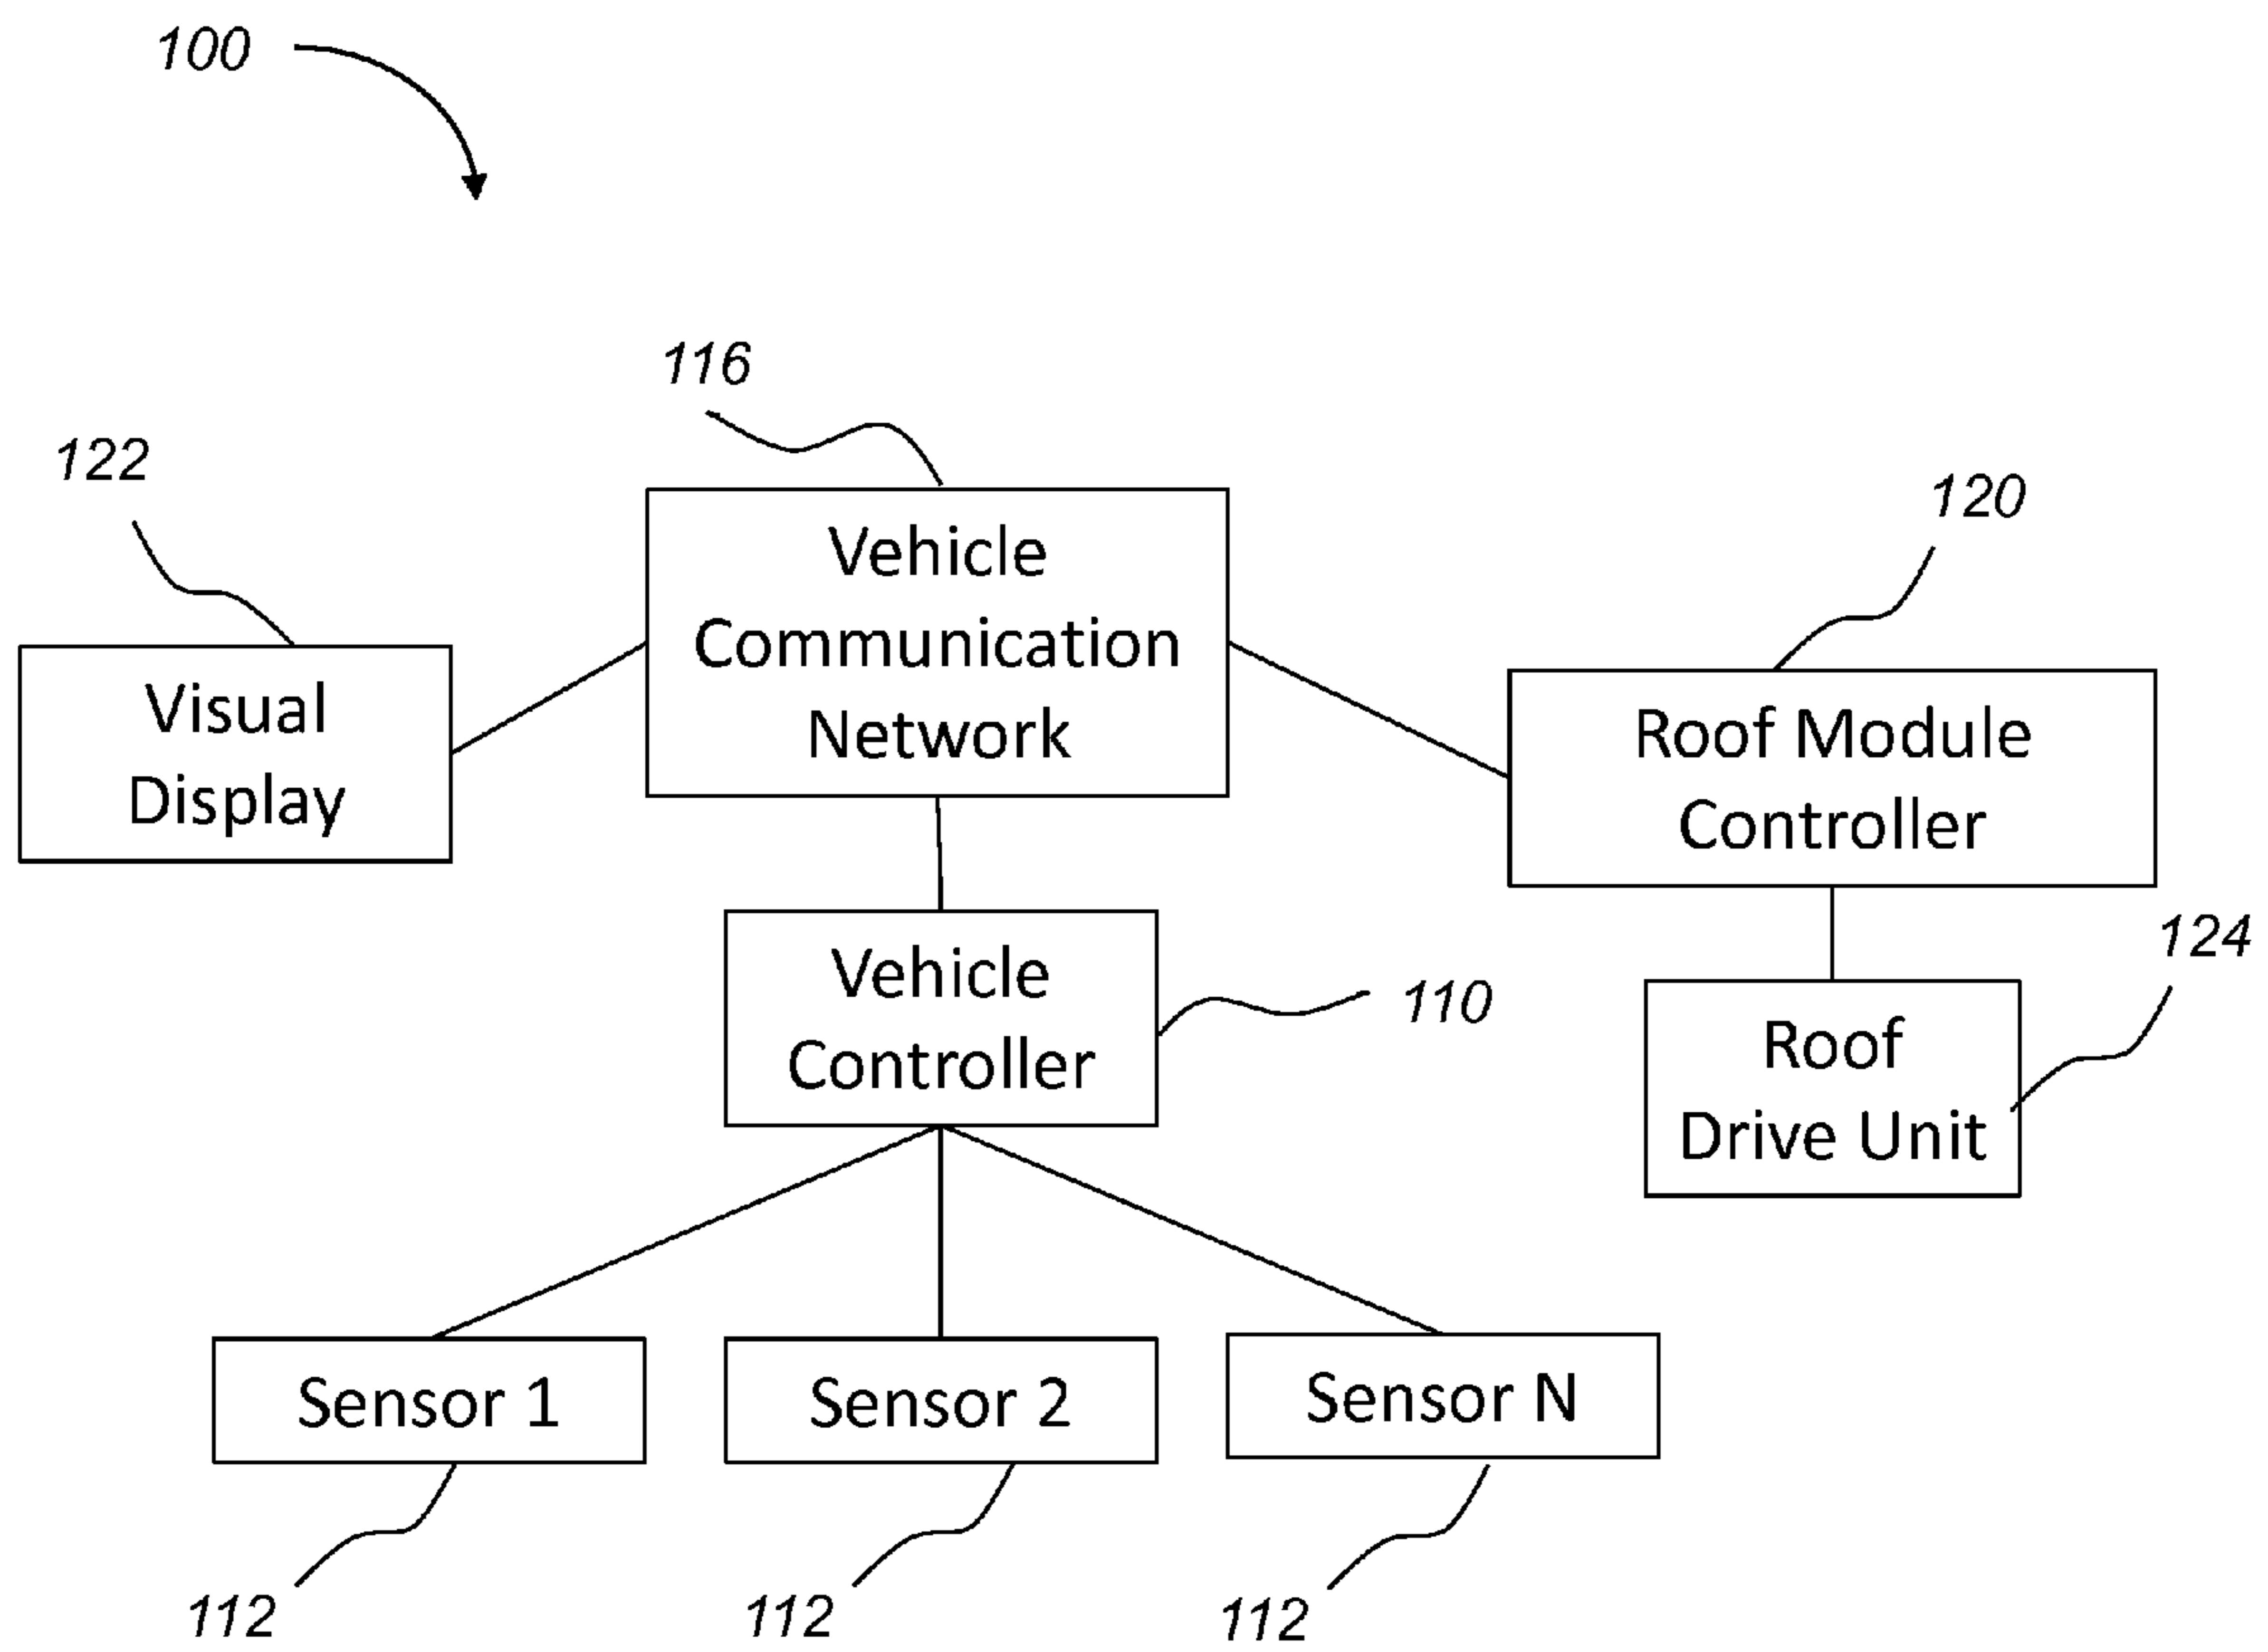 100
116
122
Vehicle
Communication
Network
120
Visual
Display
Roof Module
Controller
Vehicle
Controller
110
124
Roof
Drive Unit
Sensor 1
Sensor 2
Sensor N
112
112
112